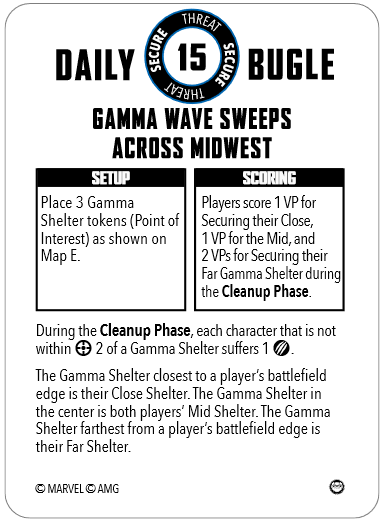 DAILY BUGLE
SECURE THREAT SECURE THREAT
15
GAMMA WAVE SWEEPS
ACROSS MIDWEST
SETUP
Place 3 Gamma
Shelter tokens (Point of
Interest) as shown on
Map E.
SCORING
Players score 1 VP for
Securing their Close,
1 VP for the Mid, and
2 VPs for Securing their
Far Gamma Shelter during
the Cleanup Phase.
During the Cleanup Phase, each character that is not
within 2 of a Gamma Shelter suffers 1 .
The Gamma Shelter closest to a player’s battlefield
edge is their Close Shelter. The Gamma Shelter in
the center is both players’ Mid Shelter. The Gamma
Shelter farthest from a player’s battlefield edge is
their Far Shelter.
© MARVEL © AMG